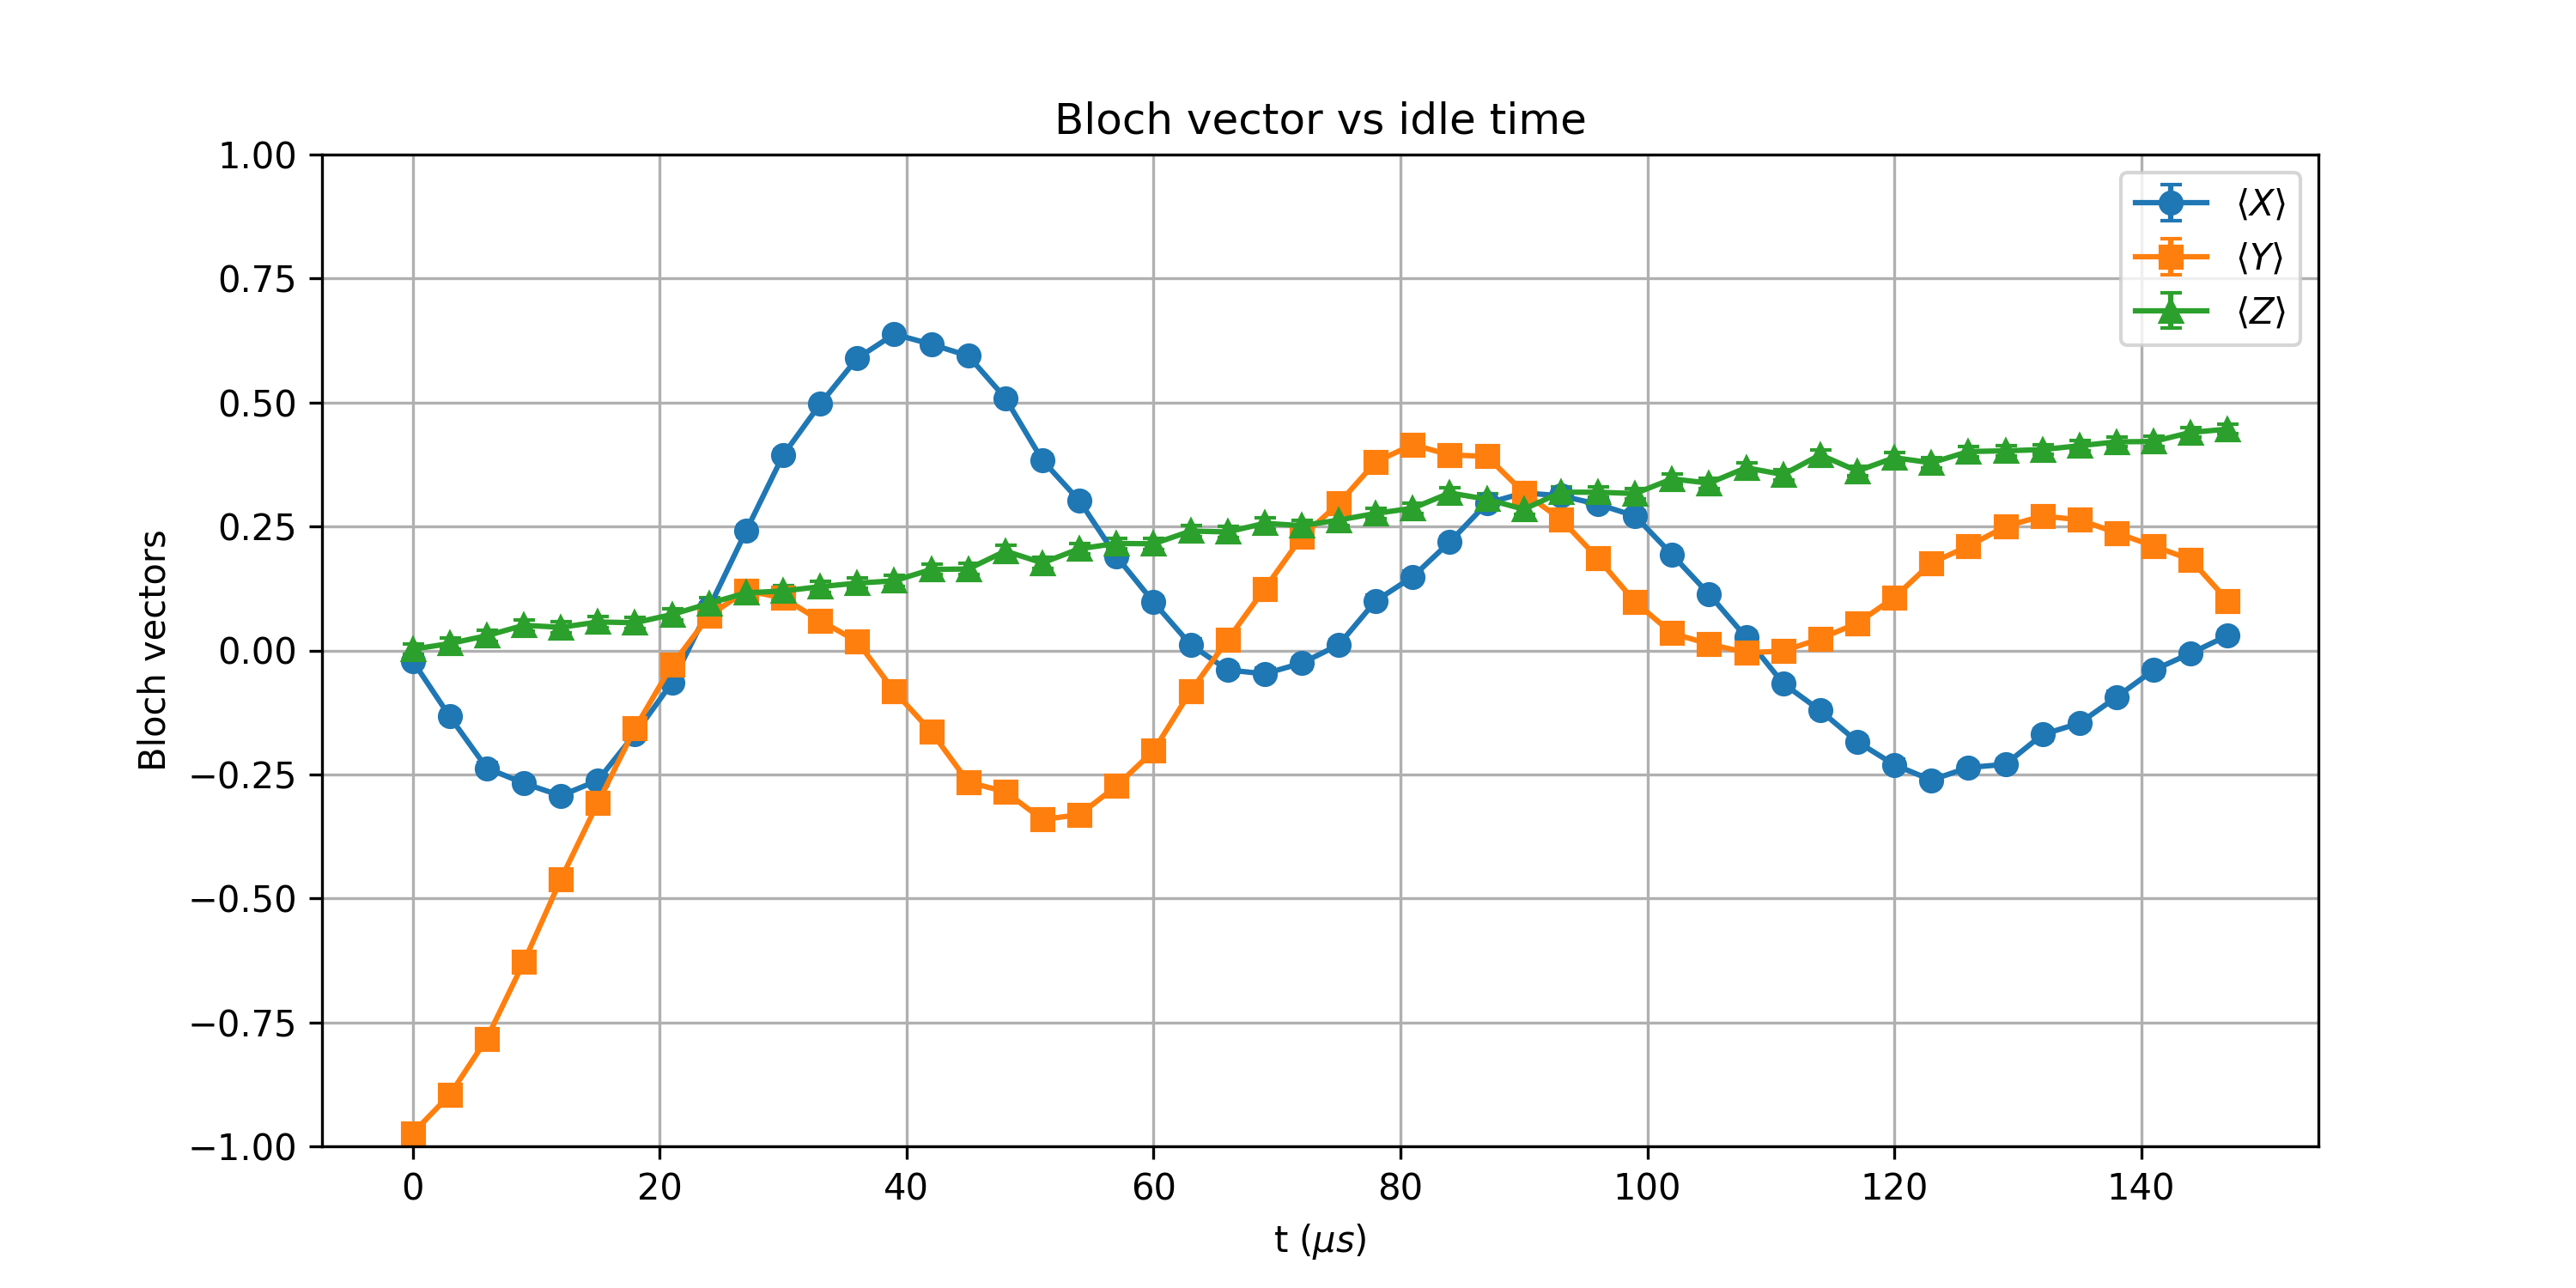 Bloch vector vs idle time
1.00
0.75
0.50
0.25
0.00
−0.25
−0.50
−0.75
−1.00
Bloch vectors
⟨X⟩
⟨Y⟩
⟨Z⟩
0 20 40 60 80 100 120 140
t (μs)